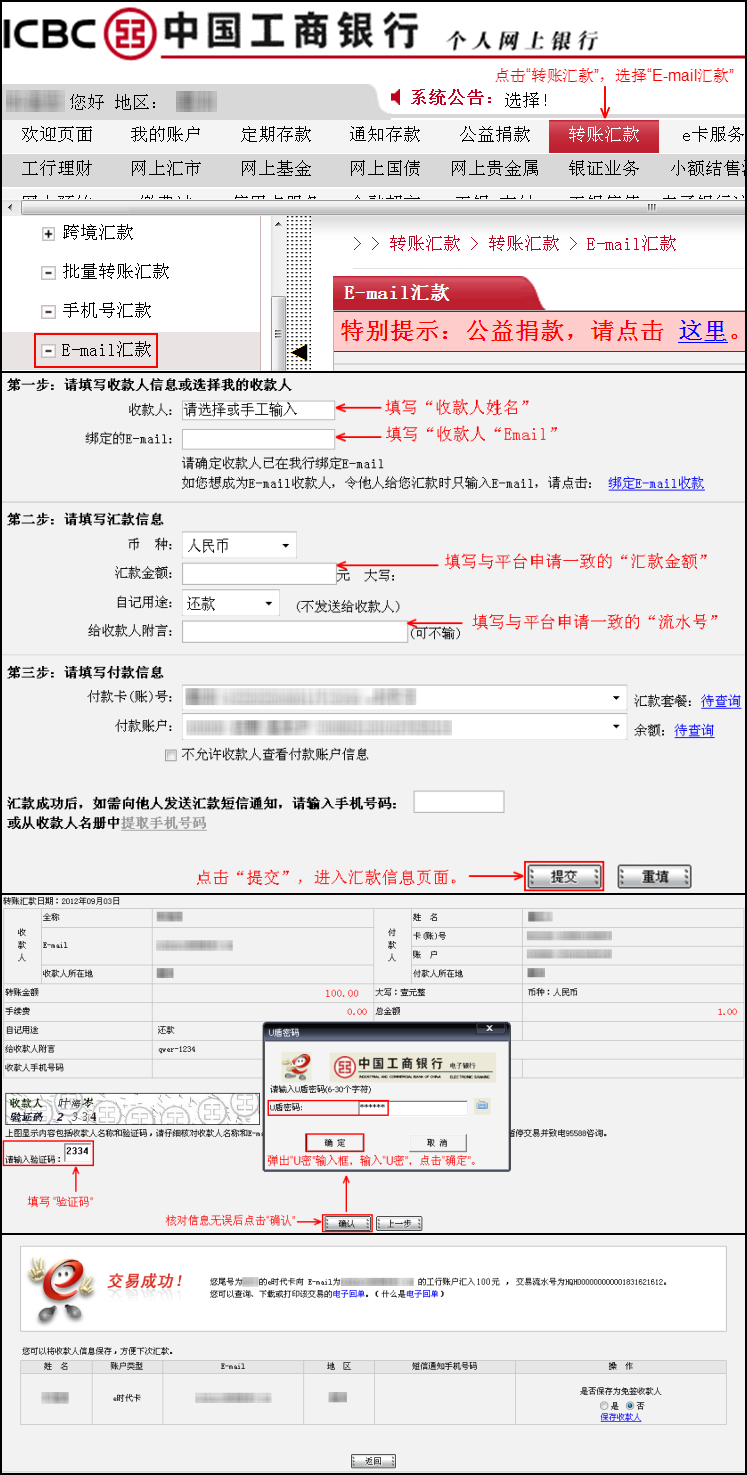 ICBC 中国工商银行 个人网上银行
点击“转账汇款”，选择“E-mail汇款”
您好 地区： 系统公告：选择！
欢迎页面 我的账户 定期存款 通知存款 公益捐款 转账汇款 e卡服务
工行理财 网上汇市 网上基金 网上国债 网上贵金属 银证业务 小额结售
跨境汇款
> > 转账汇款 > 转账汇款 > E-mail汇款
批量转账汇款
E-mail汇款
手机号汇款
特别提示：公益捐款，请点击 这里。
E-mail汇款
第一步：请填写收款人信息或选择我的收款人
收款人：请选择或手工输入 填写“收款人姓名”
绑定的E-mail： 填写“收款人“Email”
请确定收款人已在我行绑定E-mail
如您想成为E-mail收款人，令他人给您汇款时只输入E-mail，请点击： 绑定E-mail收款
第二步：请填写汇款信息
币 种：人民币
汇款金额： 元 大写： 填写与平台申请一致的“汇款金额”
自记用途：还款 (不发送给收款人)
给收款人附言： (可不输) 填写与平台申请一致的“流水号”
第三步：请填写付款信息
付款卡(账)号： 汇款套餐：待查询
付款账户： 余额：待查询
不允许收款人查看付款账户信息
汇款成功后，如需向他人发送汇款短信通知，请输入手机号码：
或从收款人名册中提取手机号码
点击“提交”，进入汇款信息页面。 提交 重填
转账汇款日期：2012年09月03日
收款人 全称 付款人 姓 名
E-mail 卡(账)号
账 户
收款人所在地 付款人所在地
转账金额 100.00 大写：壹元整 币种：人民币
手续费 0.00 总金额 1.00
自记用途 还款
给收款人附言 qwer-1234
收款人手机号码
U盾密码 X
中国工商银行 电子银行
INDUSTRIAL AND COMMERCIAL BANK OF CHINA ELECTRONIC BANKING
请输入U盾密码(6-30个字符)
U盾密码： ******
确 定 取 消
弹出“U密”输入框，输入“U密”，点击“确定”。
收款人 叶海岑
验证码 2 3 3 4
上图显示内容包括收款人名称和验证码，请仔细核对收款人名称和E-m 暂停交易并致电95588咨询。
请输入验证码：2334
填写“验证码”
核对信息无误后点击“确认” 确认 上一步
交易成功！
您尾号为 的e时代卡向 E-mail为 的工行账户汇入100元 ，交易流水号为HQH000000000001831621612。
您可以查询、下载或打印该交易的电子回单。（什么是电子回单）
您可以将收款人信息保存，方便下次汇款。
姓 名 账户类型 E-mail 地 区 短信通知手机号码 操 作
e时代卡 是否保存为免签收款人
是 否
保存收款人
返回